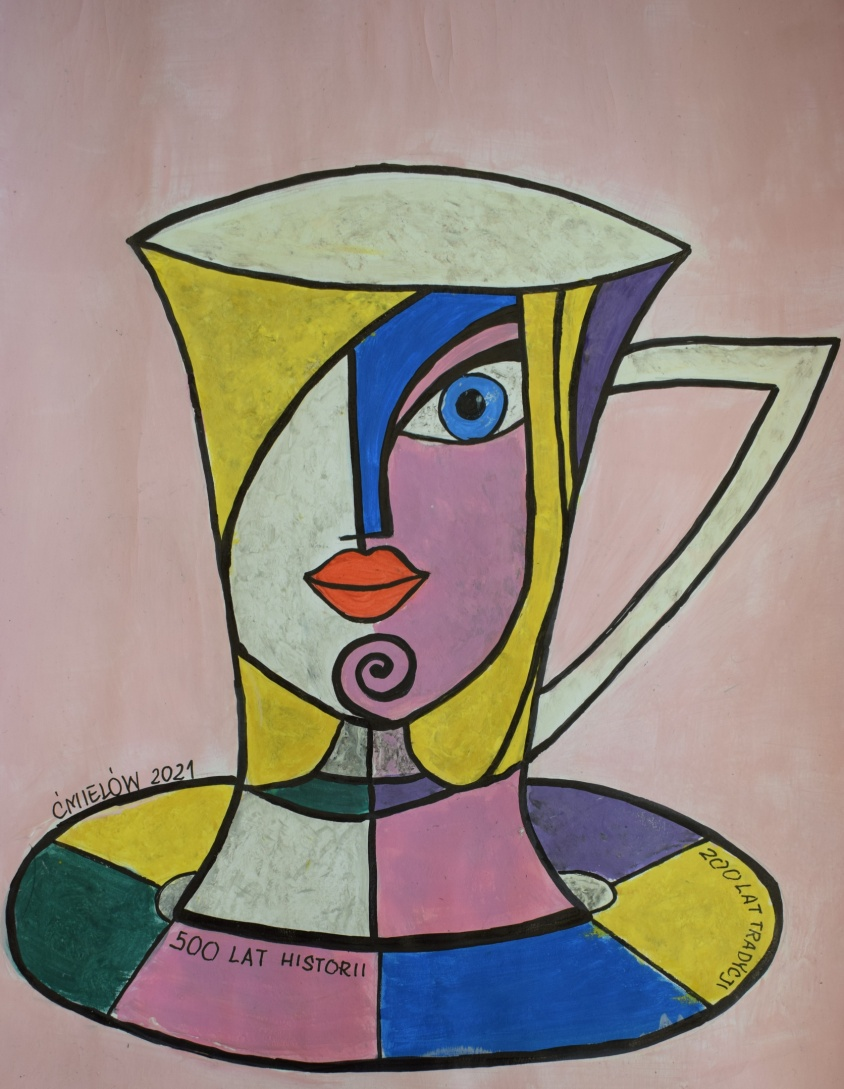 ĆMIELÓW 2021
500 LAT HISTORII
200 LAT TRADYCJI